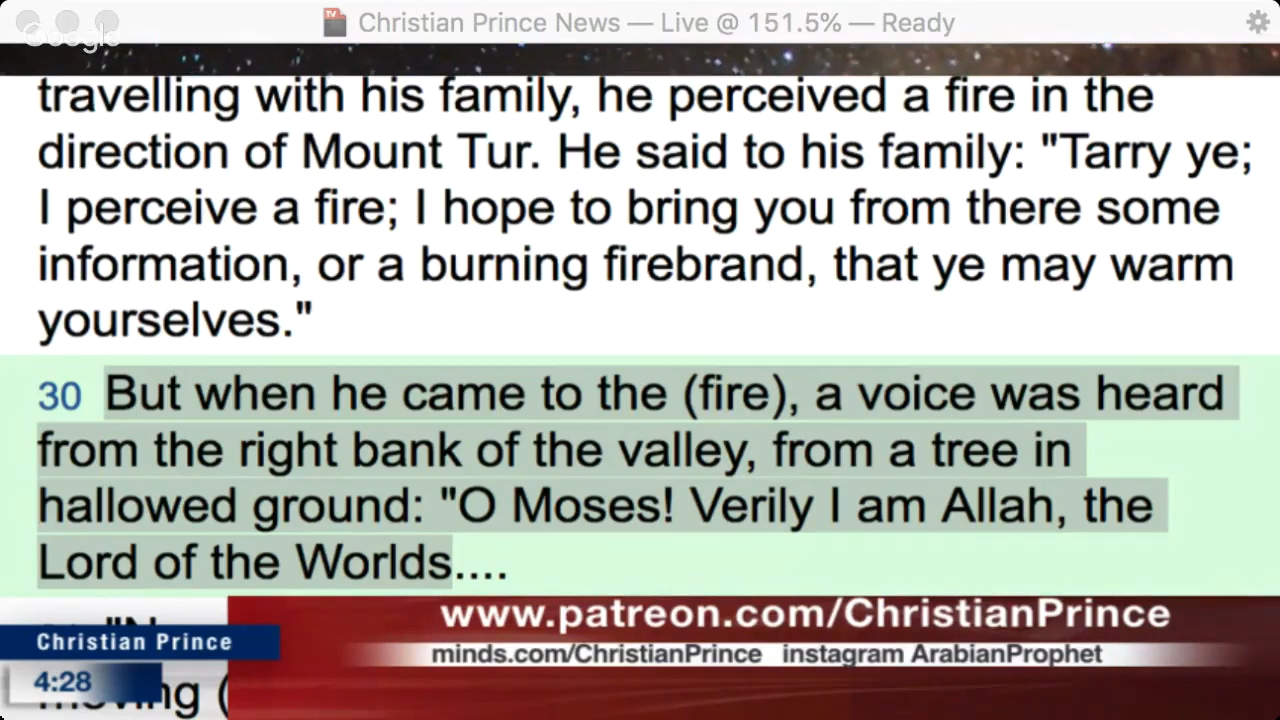 Christian Prince News — Live @ 151.5% — Ready
Google
travelling with his family, he perceived a fire in the
direction of Mount Tur. He said to his family: "Tarry ye;
I perceive a fire; I hope to bring you from there some
information, or a burning firebrand, that ye may warm
yourselves."
30 But when he came to the (fire), a voice was heard
from the right bank of the valley, from a tree in
hallowed ground: "O Moses! Verily I am Allah, the
Lord of the Worlds....
www.patreon.com/ChristianPrince
Christian Prince
minds.com/ChristianPrince instagram ArabianProphet
4:28